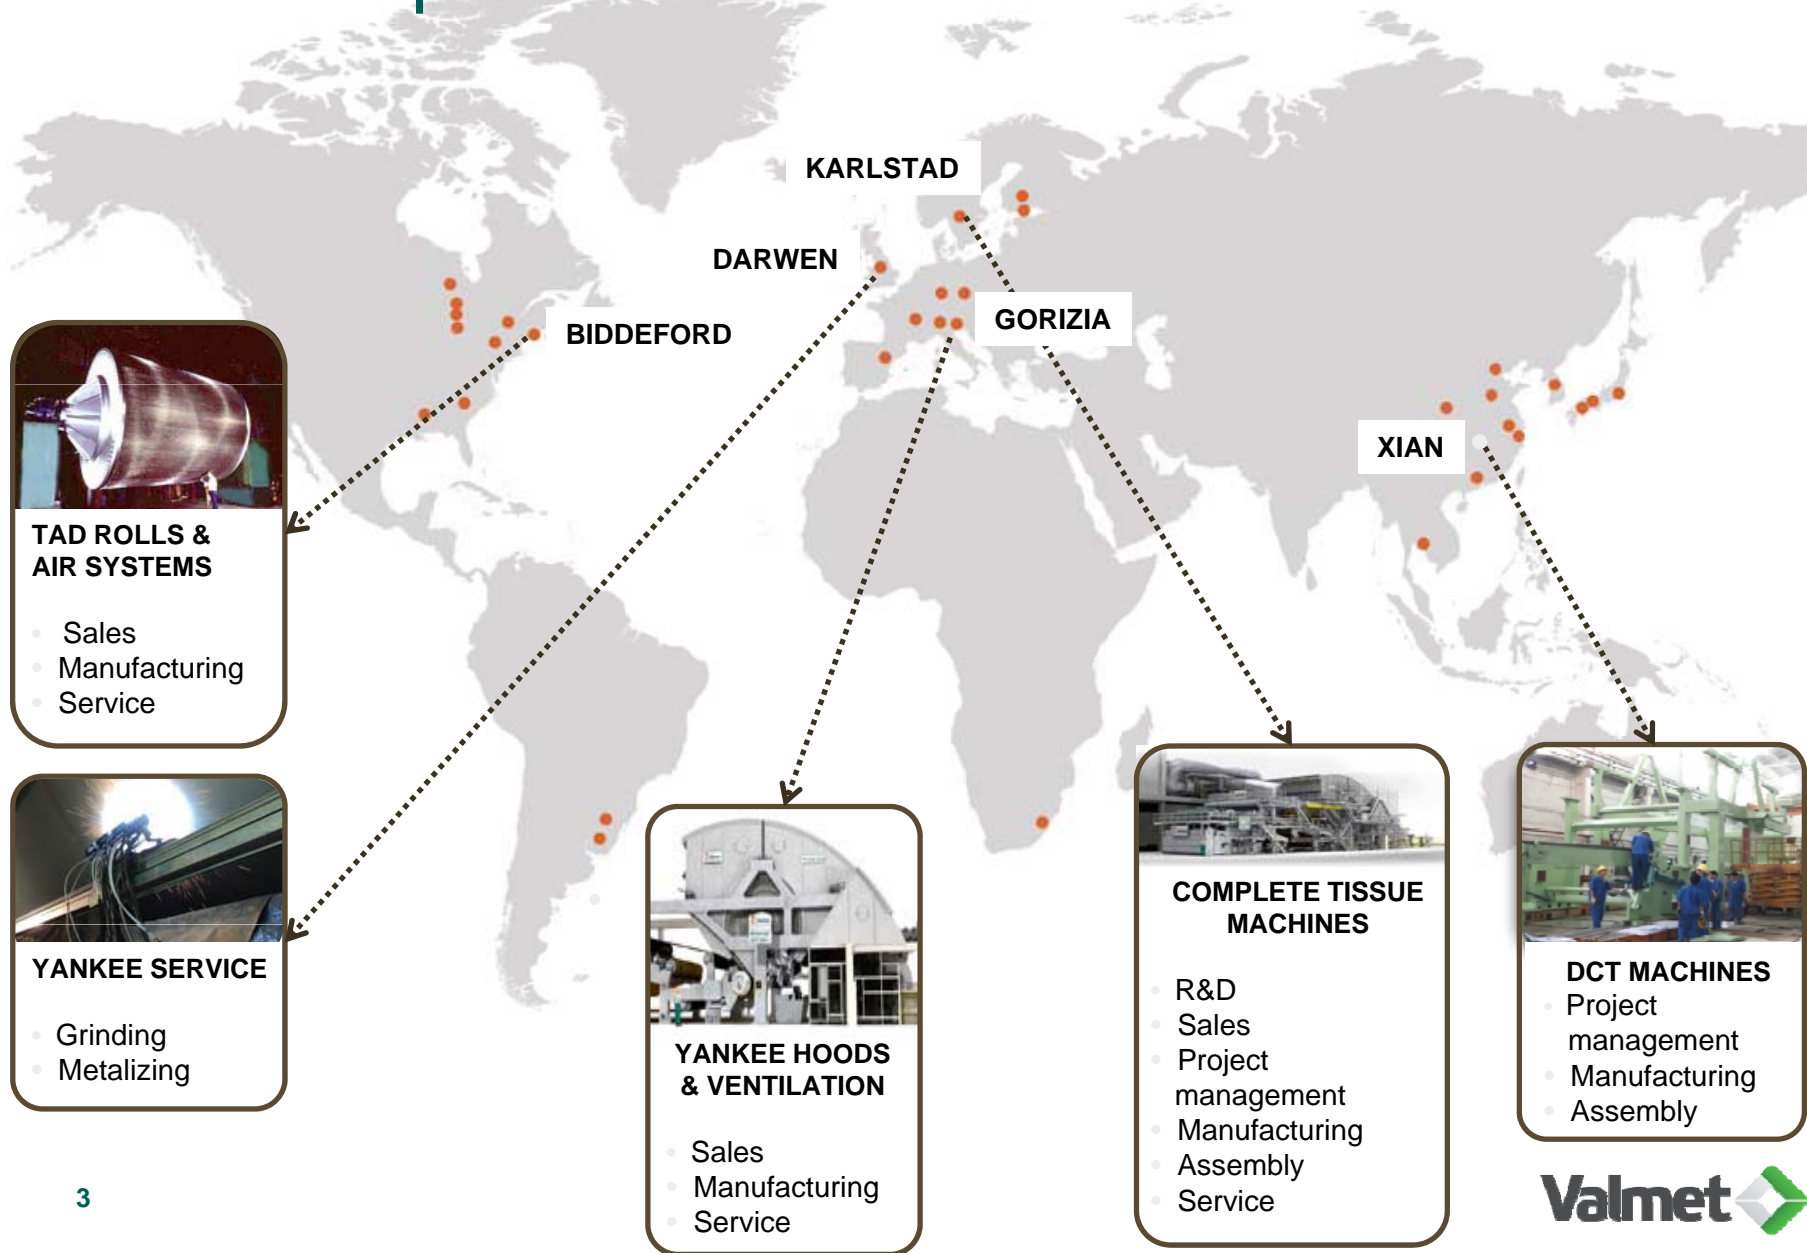 KARLSTAD
DARWEN
GORIZIA
BIDDEFORD
XIAN
TAD ROLLS &
AIR SYSTEMS
Sales
Manufacturing
Service
YANKEE SERVICE
Grinding
Metalizing
YANKEE HOODS
& VENTILATION
Sales
Manufacturing
Service
COMPLETE TISSUE
MACHINES
R&D
Sales
Project
management
Manufacturing
Assembly
Service
DCT MACHINES
Project
management
Manufacturing
Assembly
3
Valmet